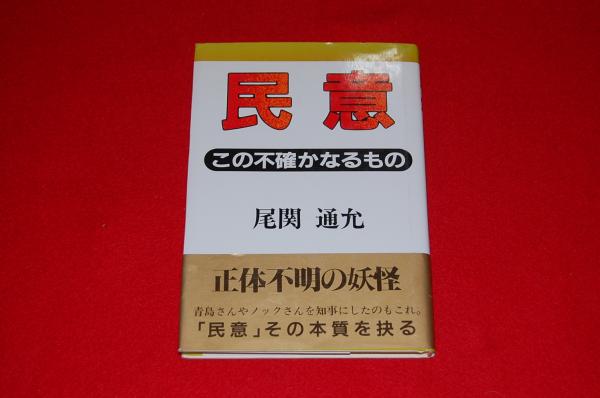 民意
この不確かなるもの
尾関 通允
正体不明の妖怪
青島さんやノックさんを知事にしたのもこれ。
「民意」その本質を抉る